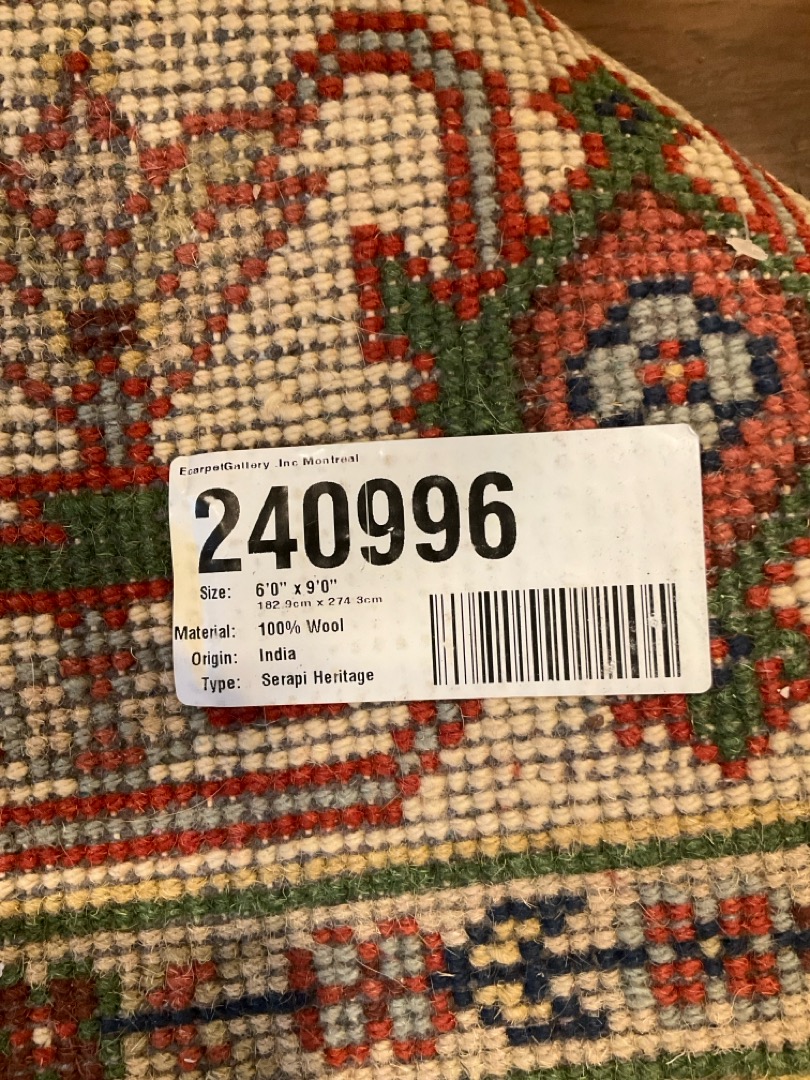 EcarpetGallery .Inc Montreal
240996
Size: 6'0" x 9'0"
182.9cm x 274.3cm
Material: 100% Wool
Origin: India
Type: Serapi Heritage